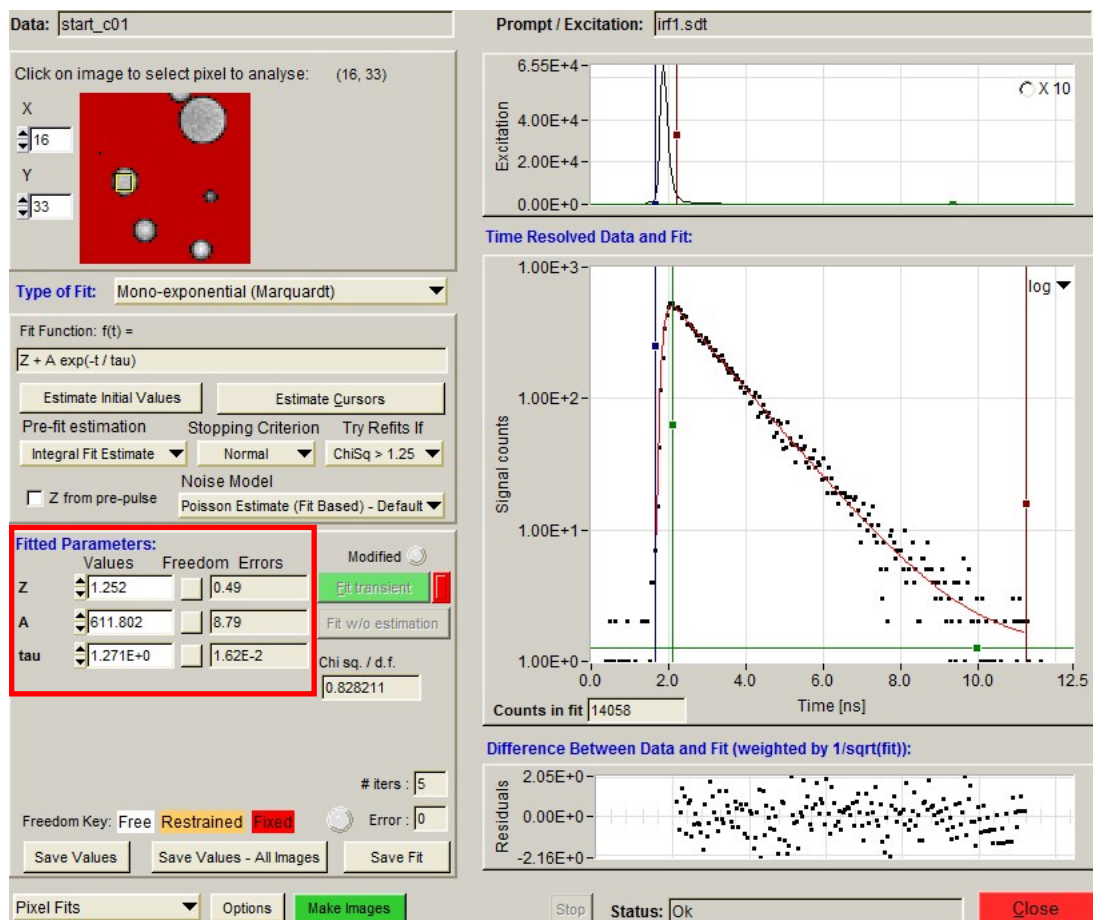 Data: start_c01
Click on image to select pixel to analyse: (16, 33)
X
16
Y
33
Type of Fit: Mono-exponential (Marquardt)
Fit Function: f(t) =
Z + A exp(-t / tau)
Estimate Initial Values Estimate Cursors
Pre-fit estimation Stopping Criterion Try Refits If
Integral Fit Estimate Normal ChiSq > 1.25
Noise Model
Z from pre-pulse Poisson Estimate (Fit Based) - Default
Fitted Parameters:
Values Freedom Errors
Z 1.252 0.49
A 611.802 8.79
tau 1.271E+0 1.62E-2
Modified
Fit transient
Fit w/o estimation
Chi sq. / d.f.
0.828211
# iters : 5
Freedom Key: Free Restrained Fixed Error : 0
Save Values Save Values - All Images Save Fit
Pixel Fits Options Make Images
Prompt / Excitation: irf1.sdt
6.55E+4
4.00E+4
2.00E+4
0.00E+0
Excitation
X 10
Time Resolved Data and Fit:
1.00E+3
1.00E+2
1.00E+1
1.00E+0
Signal counts
log
0.0 2.0 4.0 6.0 8.0 10.0 12.5
Time [ns]
Counts in fit 14058
Difference Between Data and Fit (weighted by 1/sqrt(fit)):
2.05E+0
0.00E+0
-2.16E+0
Residuals
Stop Status: Ok Close